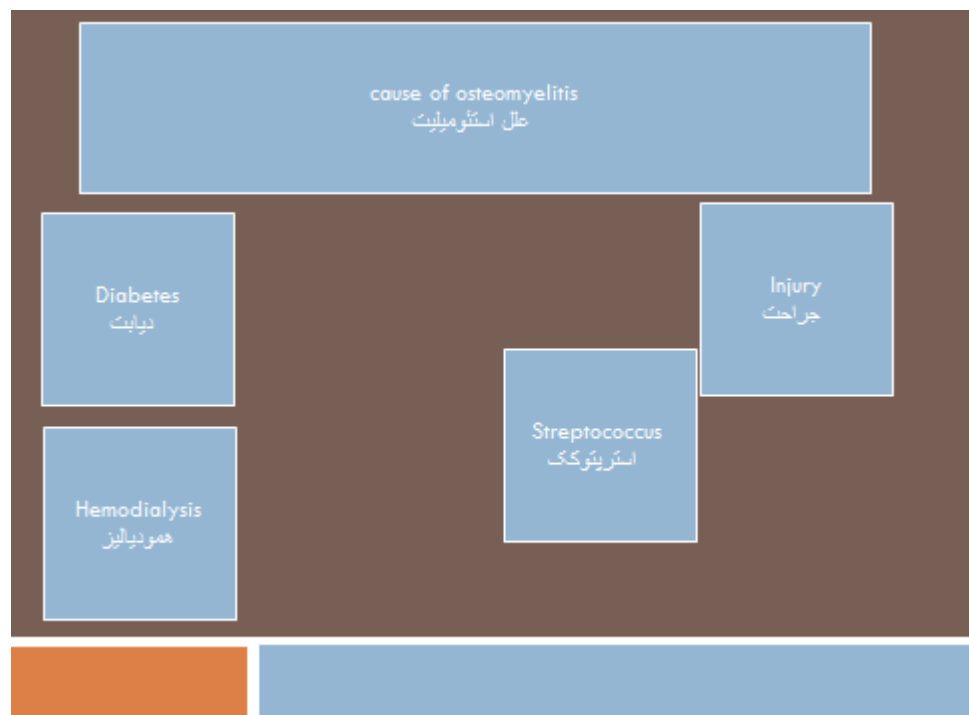 cause of osteomyelitis
علل استئومیلیت
Diabetes
دیابت
Injury
جراحت
Streptococcus
استرپتوکک
Hemodialysis
همودیالیز